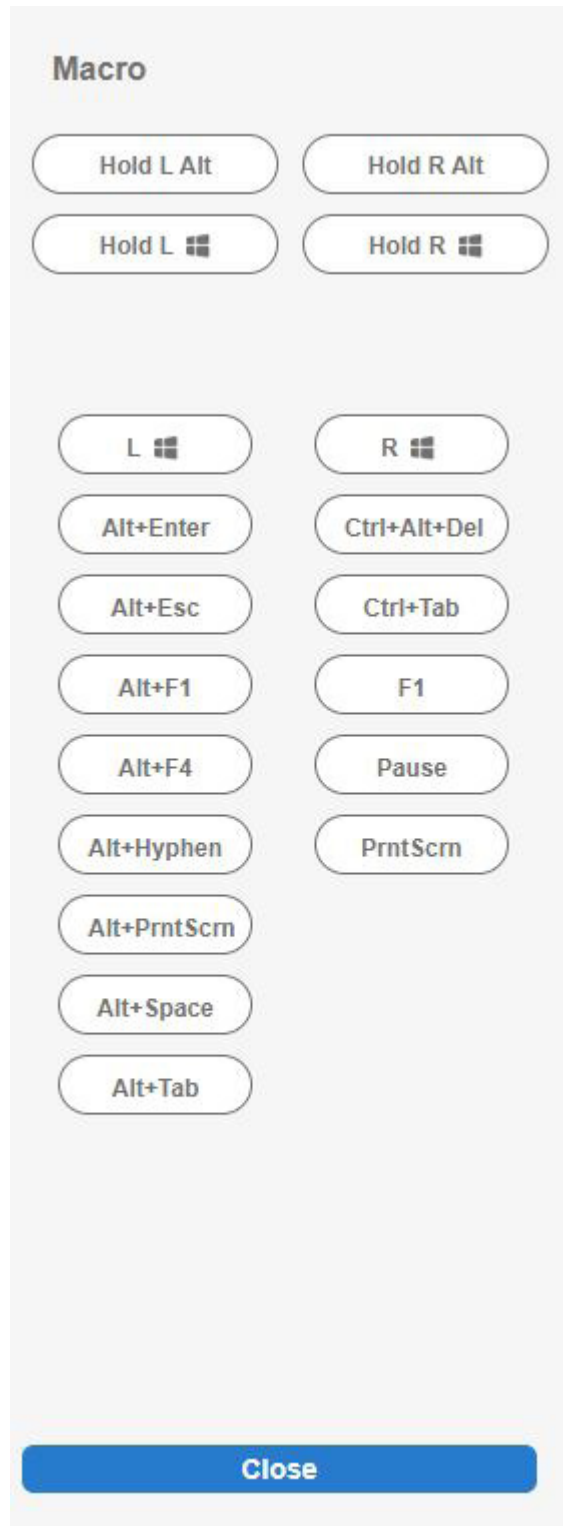 Macro
Hold L Alt Hold R Alt
Hold L Hold R
L R
Alt+Enter Ctrl+Alt+Del
Alt+Esc Ctrl+Tab
Alt+F1 F1
Alt+F4 Pause
Alt+Hyphen PrntScrn
Alt+PrntScrn
Alt+Space
Alt+Tab
Close